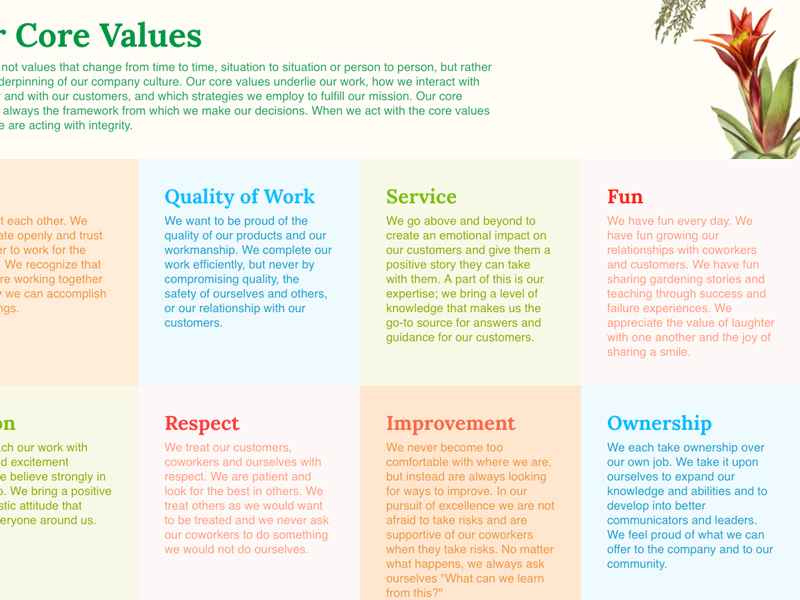 r Core Values
not values that change from time to time, situation to situation or person to person, but rather
derpinning of our company culture. Our core values underlie our work, how we interact with
and with our customers, and which strategies we employ to fulfill our mission. Our core
always the framework from which we make our decisions. When we act with the core values
e are acting with integrity.
t each other. We
ate openly and trust
er to work for the
We recognize that
re working together
y we can accomplish
ngs.
Quality of Work
We want to be proud of the
quality of our products and our
workmanship. We complete our
work efficiently, but never by
compromising quality, the
safety of ourselves and others,
or our relationship with our
customers.
Service
We go above and beyond to
create an emotional impact on
our customers and give them a
positive story they can take
with them. A part of this is our
expertise; we bring a level of
knowledge that makes us the
go-to source for answers and
guidance for our customers.
Fun
We have fun every day. We
have fun growing our
relationships with coworkers
and customers. We have fun
sharing gardening stories and
teaching through success and
failure experiences. We
appreciate the value of laughter
with one another and the joy of
sharing a smile.
on
ach our work with
d excitement
e believe strongly in
o. We bring a positive
stic attitude that
eryone around us.
Respect
We treat our customers,
coworkers and ourselves with
respect. We are patient and
look for the best in others. We
treat others as we would want
to be treated and we never ask
our coworkers to do something
we would not do ourselves.
Improvement
We never become too
comfortable with where we are,
but instead are always looking
for ways to improve. In our
pursuit of excellence we are not
afraid to take risks and are
supportive of our coworkers
when they take risks. No matter
what happens, we always ask
ourselves "What can we learn
from this?"
Ownership
We each take ownership over
our own job. We take it upon
ourselves to expand our
knowledge and abilities and to
develop into better
communicators and leaders.
We feel proud of what we can
offer to the company and to our
community.